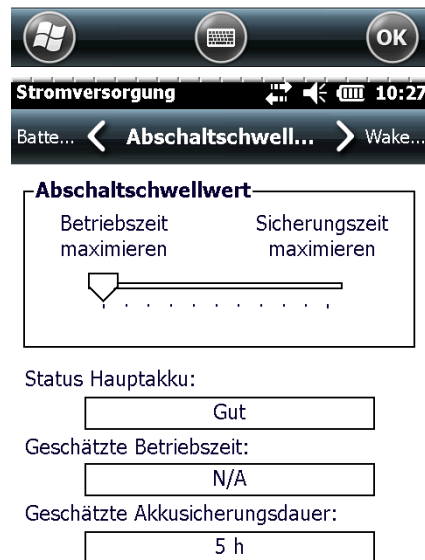 OK
Stromversorgung 10:27
Batte... Abschaltschwell... Wake...
Abschaltschwellwert
Betriebszeit maximieren
Sicherungszeit maximieren
Status Hauptakku:
Gut
Geschätzte Betriebszeit:
N/A
Geschätzte Akkusicherungsdauer:
5 h